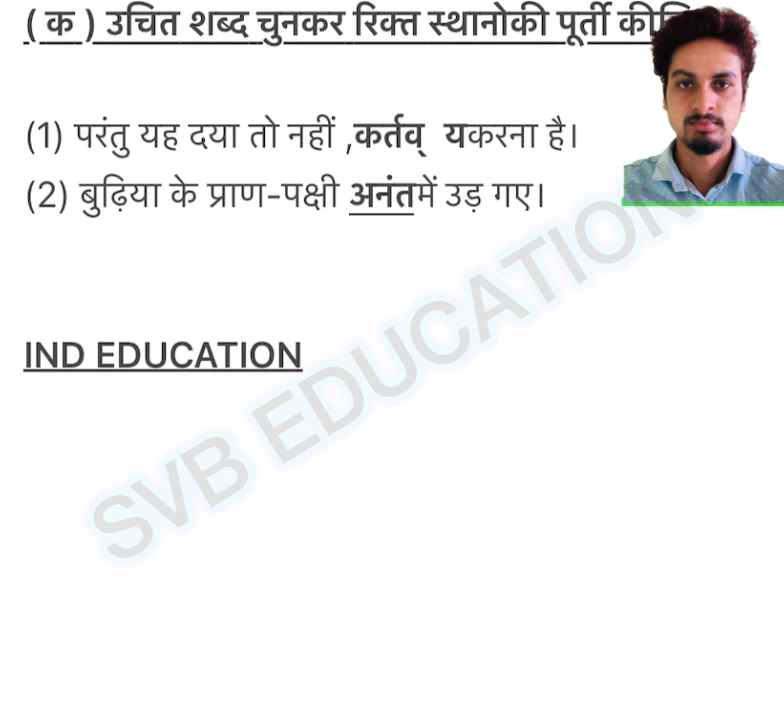 ( क ) उचित शब्द चुनकर रिक्त स्थानोकी पूर्ती
(1) परंतु यह दया तो नहीं ,कर्तव्‌ यकरना है।
(2) बुढ़िया के प्राण-पक्षी अनंतमें उड़ गए।
IND EDUCATION
SVB EDUCATION